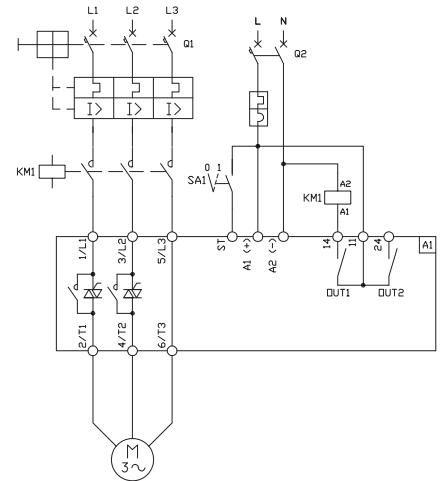 L1 L2 L3 L N
Q1
Q2
I> I> I>
KM1
SA1
0 1
KM1
A2
A1
1/L1
3/L2
5/L3
ST
A1 (+)
A2 (-)
14
11
24
A1
OUT1
OUT2
2/T1
4/T2
6/T3
M
3~